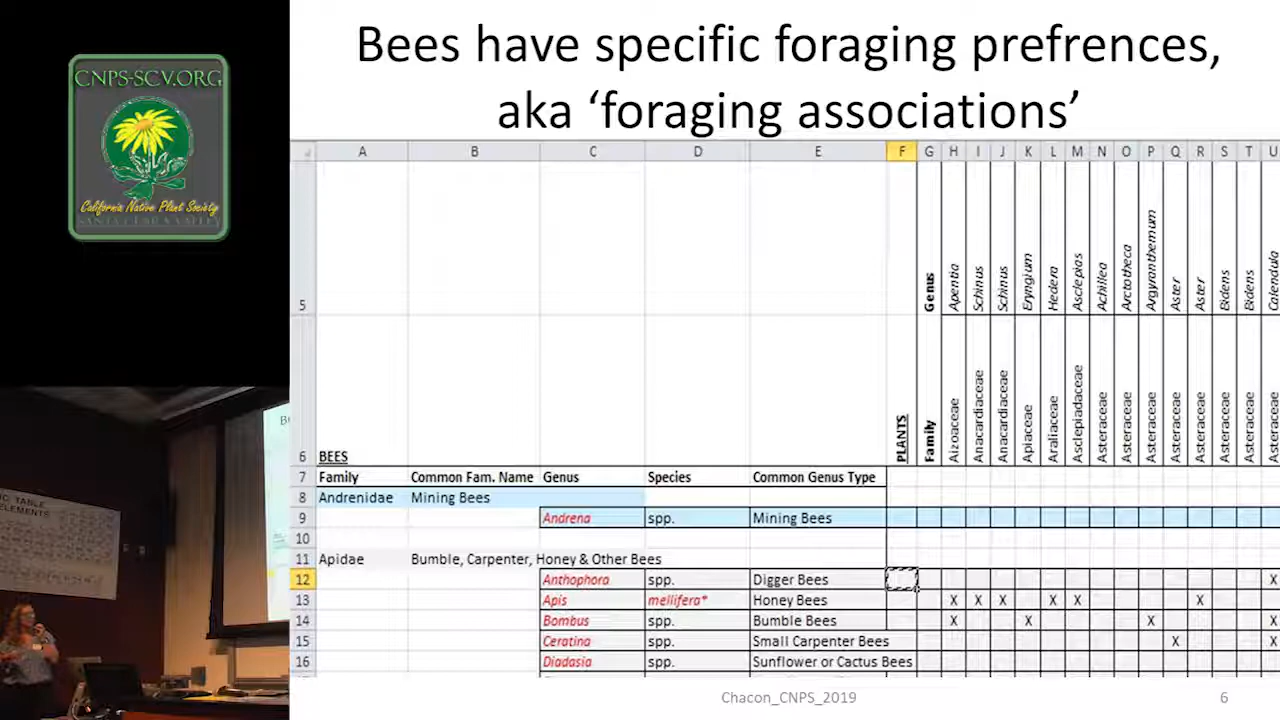 Bees have specific foraging prefrences,
aka ‘foraging associations’
CNPS-SCV.ORG
California Native Plant Society
A B C D E F G H I J K L M N O P Q R S T U
5 Genus Apentia Schinus Schinus Eryngium Hedera Asclepias Achillea Arctotheca Argyranthemum Aster Aster Bidens Bidens Calendula
6 BEES PLANTS Family Aizoaceae Anacardiaceae Anacardiaceae Apiaceae Araliaceae Asclepiadaceae Asteraceae Asteraceae Asteraceae Asteraceae Asteraceae Asteraceae Asteraceae Asteraceae
7 Family Common Fam. Name Genus Species Common Genus Type
8 Andrenidae Mining Bees
9 Andrena spp. Mining Bees
10
11 Apidae Bumble, Carpenter, Honey & Other Bees
12 Anthophora spp. Digger Bees X
13 Apis mellifera* Honey Bees X X X X X X
14 Bombus spp. Bumble Bees X X X X
15 Ceratina spp. Small Carpenter Bees X X
16 Diadasia spp. Sunflower or Cactus Bees
TABLE
ELEMENTS
Chacon_CNPS_2019
6